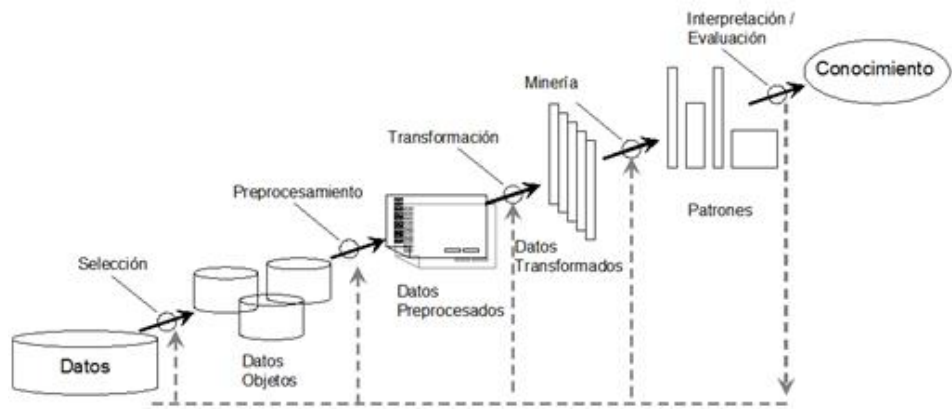 Interpretación /
Evaluación
Conocimiento
Minería
Transformación
Patrones
Preprocesamiento
Datos
Transformados
Selección
Datos
Preprocesados
Datos
Objetos
Datos